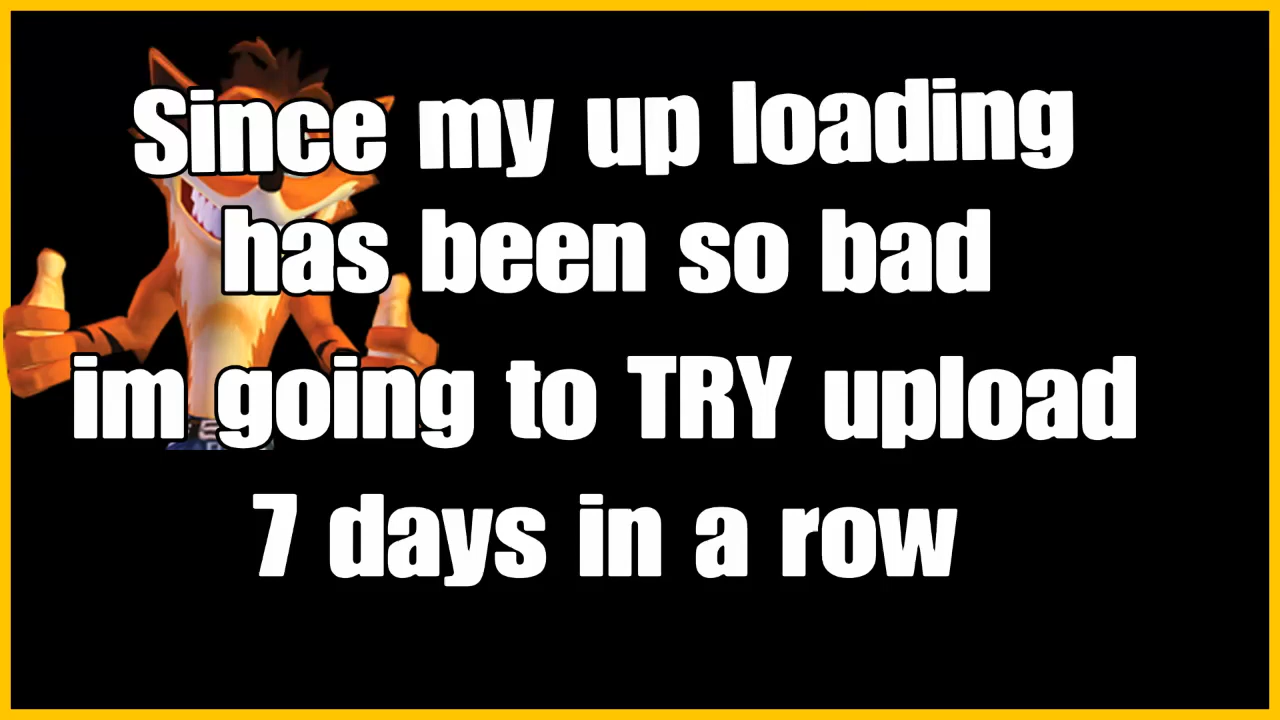 Since my up loading
has been so bad
im going to TRY upload
7 days in a row